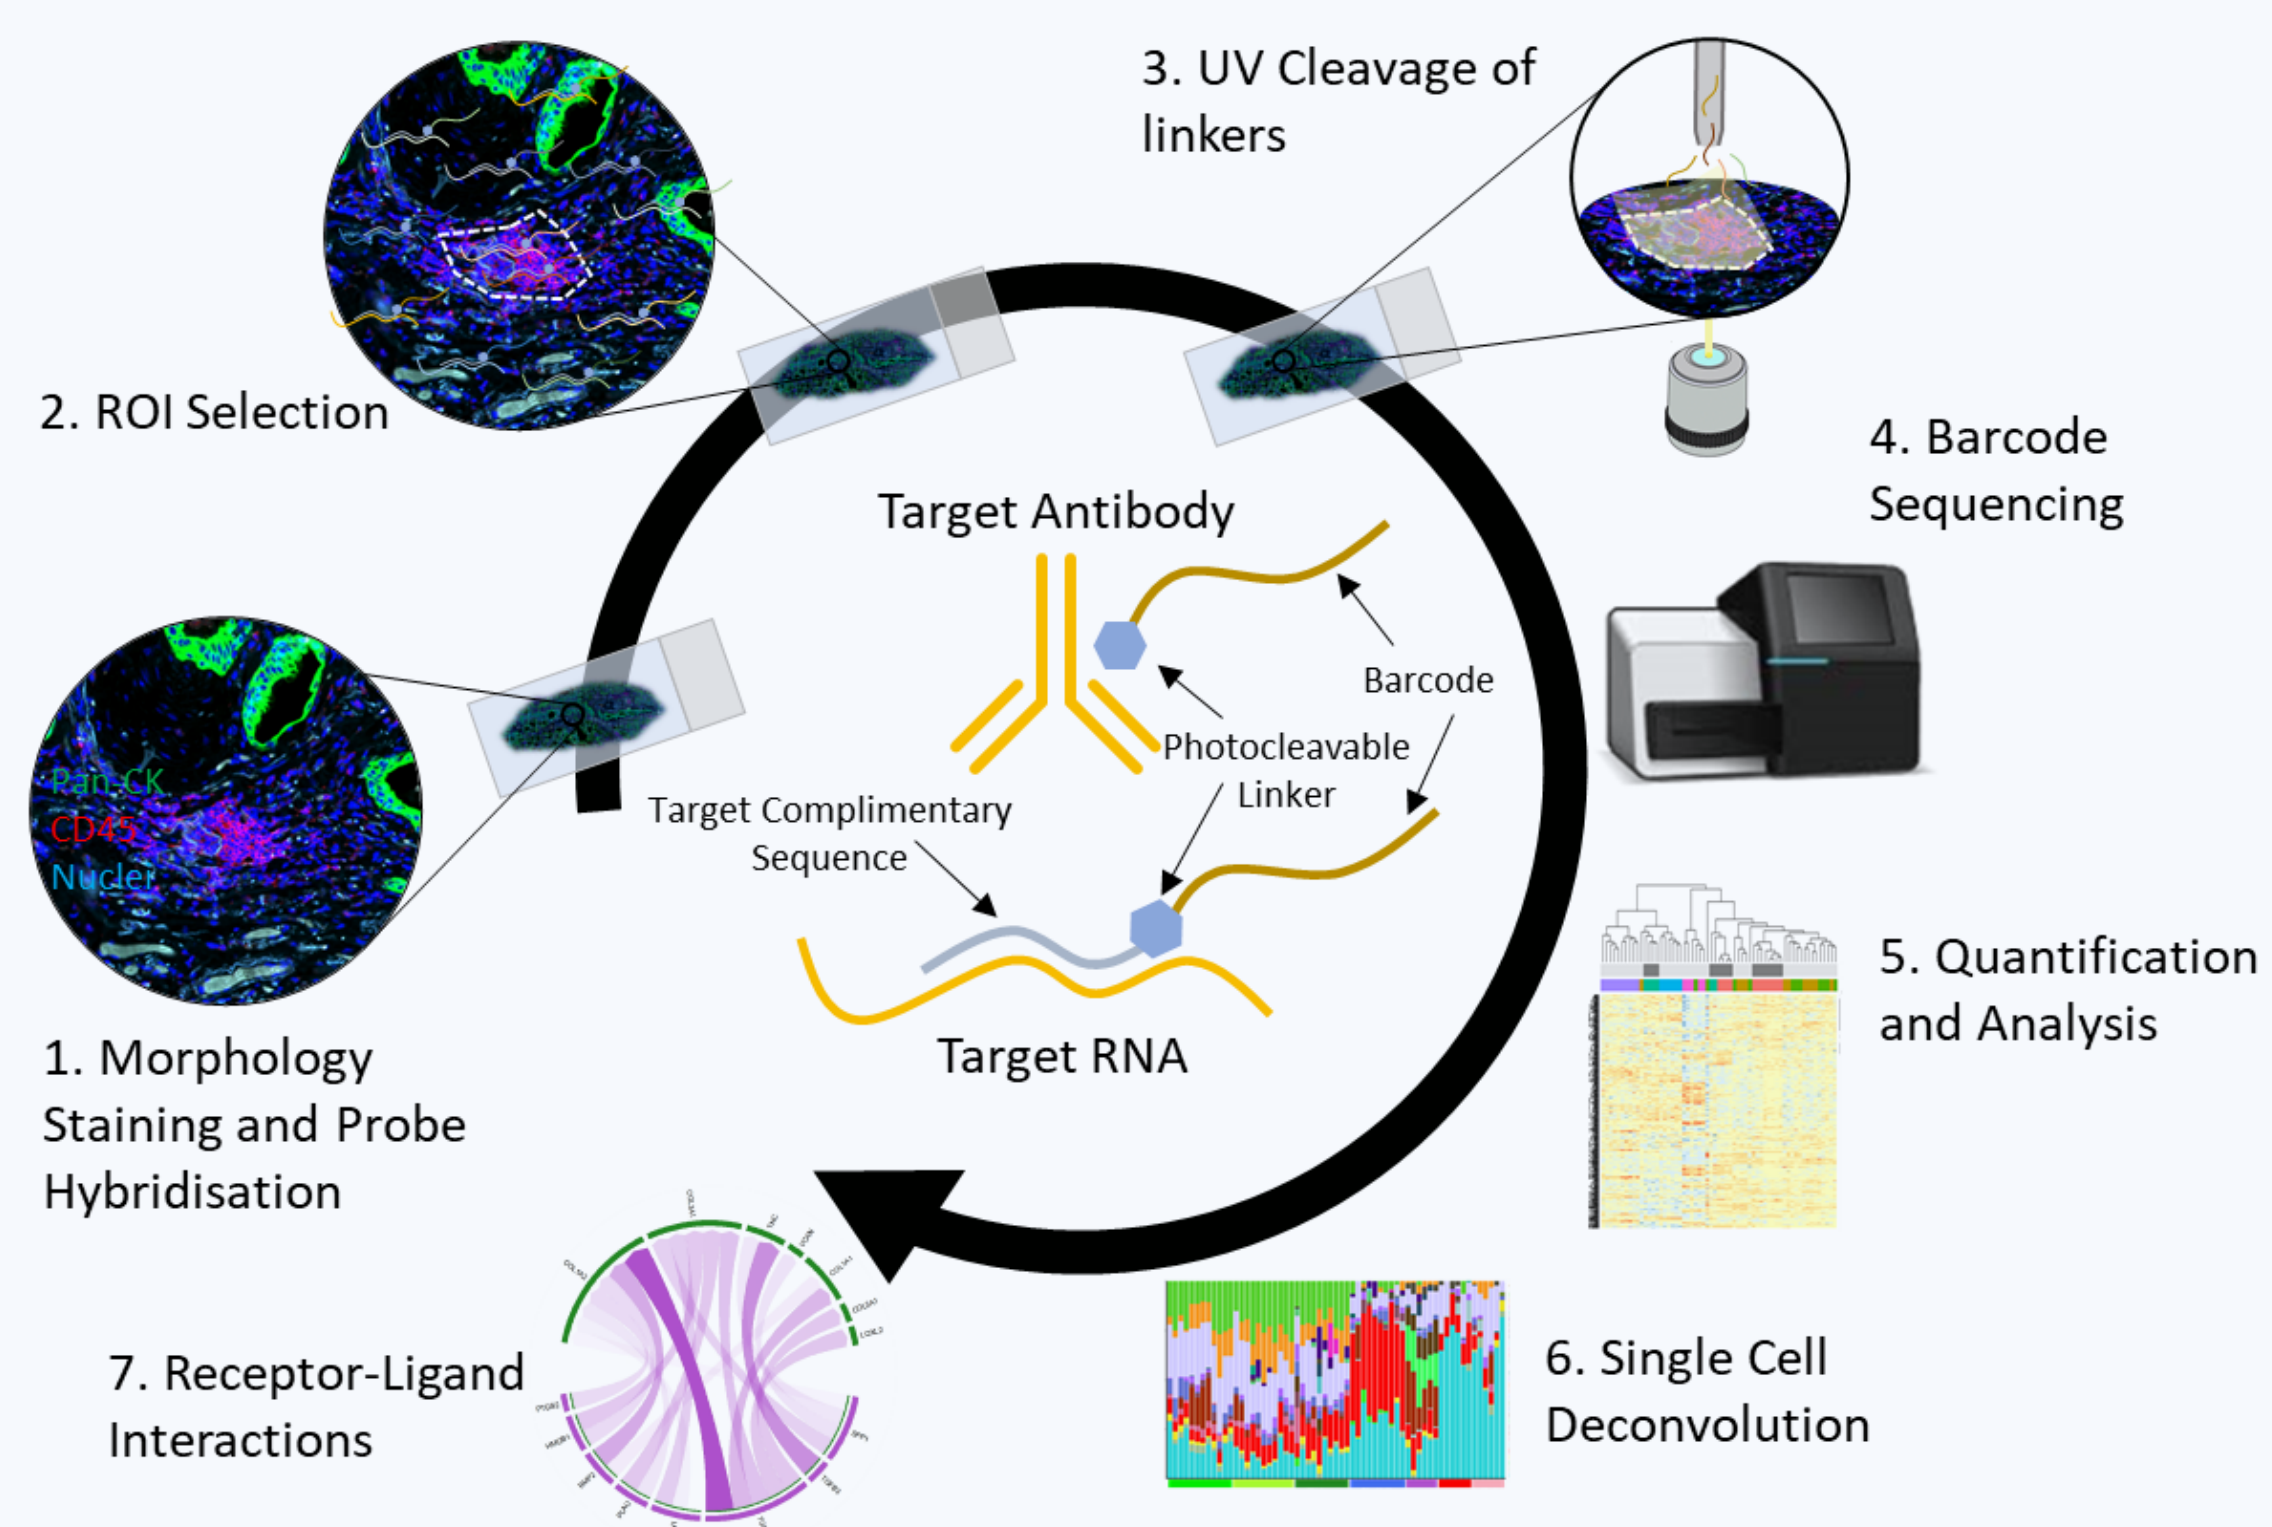 3. UV Cleavage of
linkers
2. ROI Selection
4. Barcode
Sequencing
Target Antibody
Barcode
Photocleavable
Linker
Target Complimentary
Sequence
Target RNA
Pan-CK
CD45
Nuclei
1. Morphology
Staining and Probe
Hybridisation
5. Quantification
and Analysis
6. Single Cell
Deconvolution
7. Receptor-Ligand
Interactions